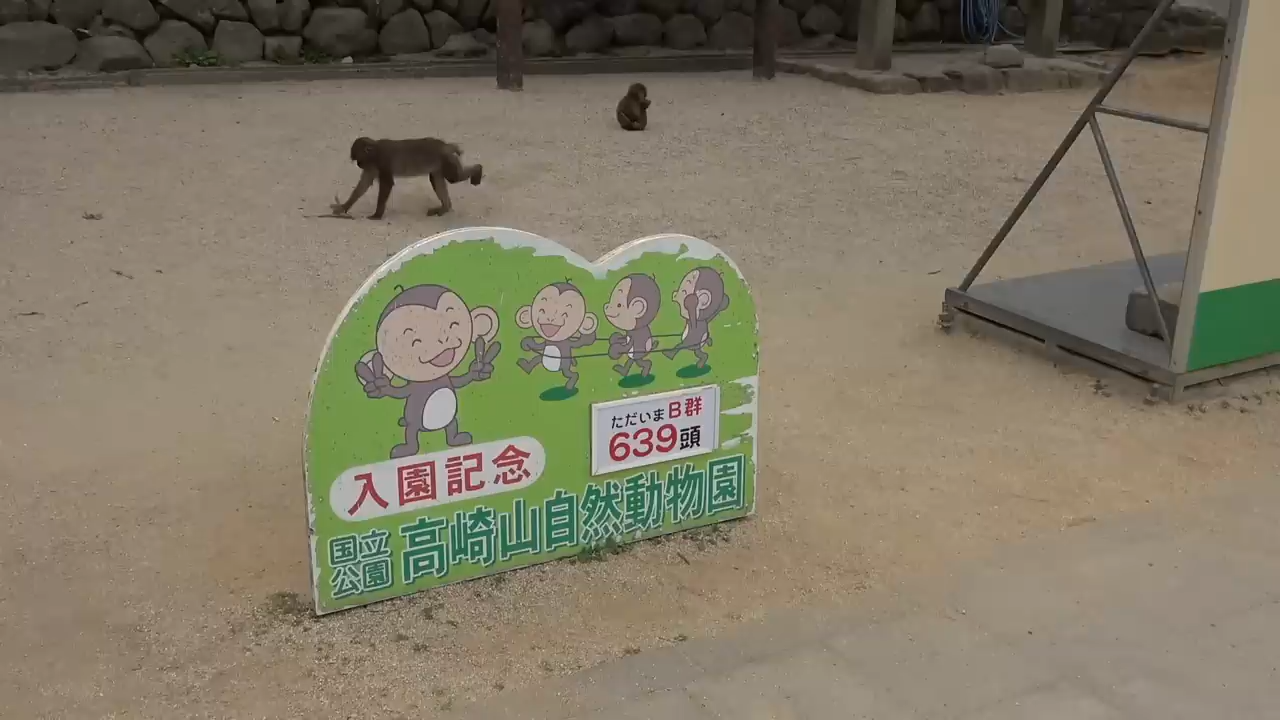 ただいまB群
639頭
入園記念
国立
公園
高崎山自然動物園